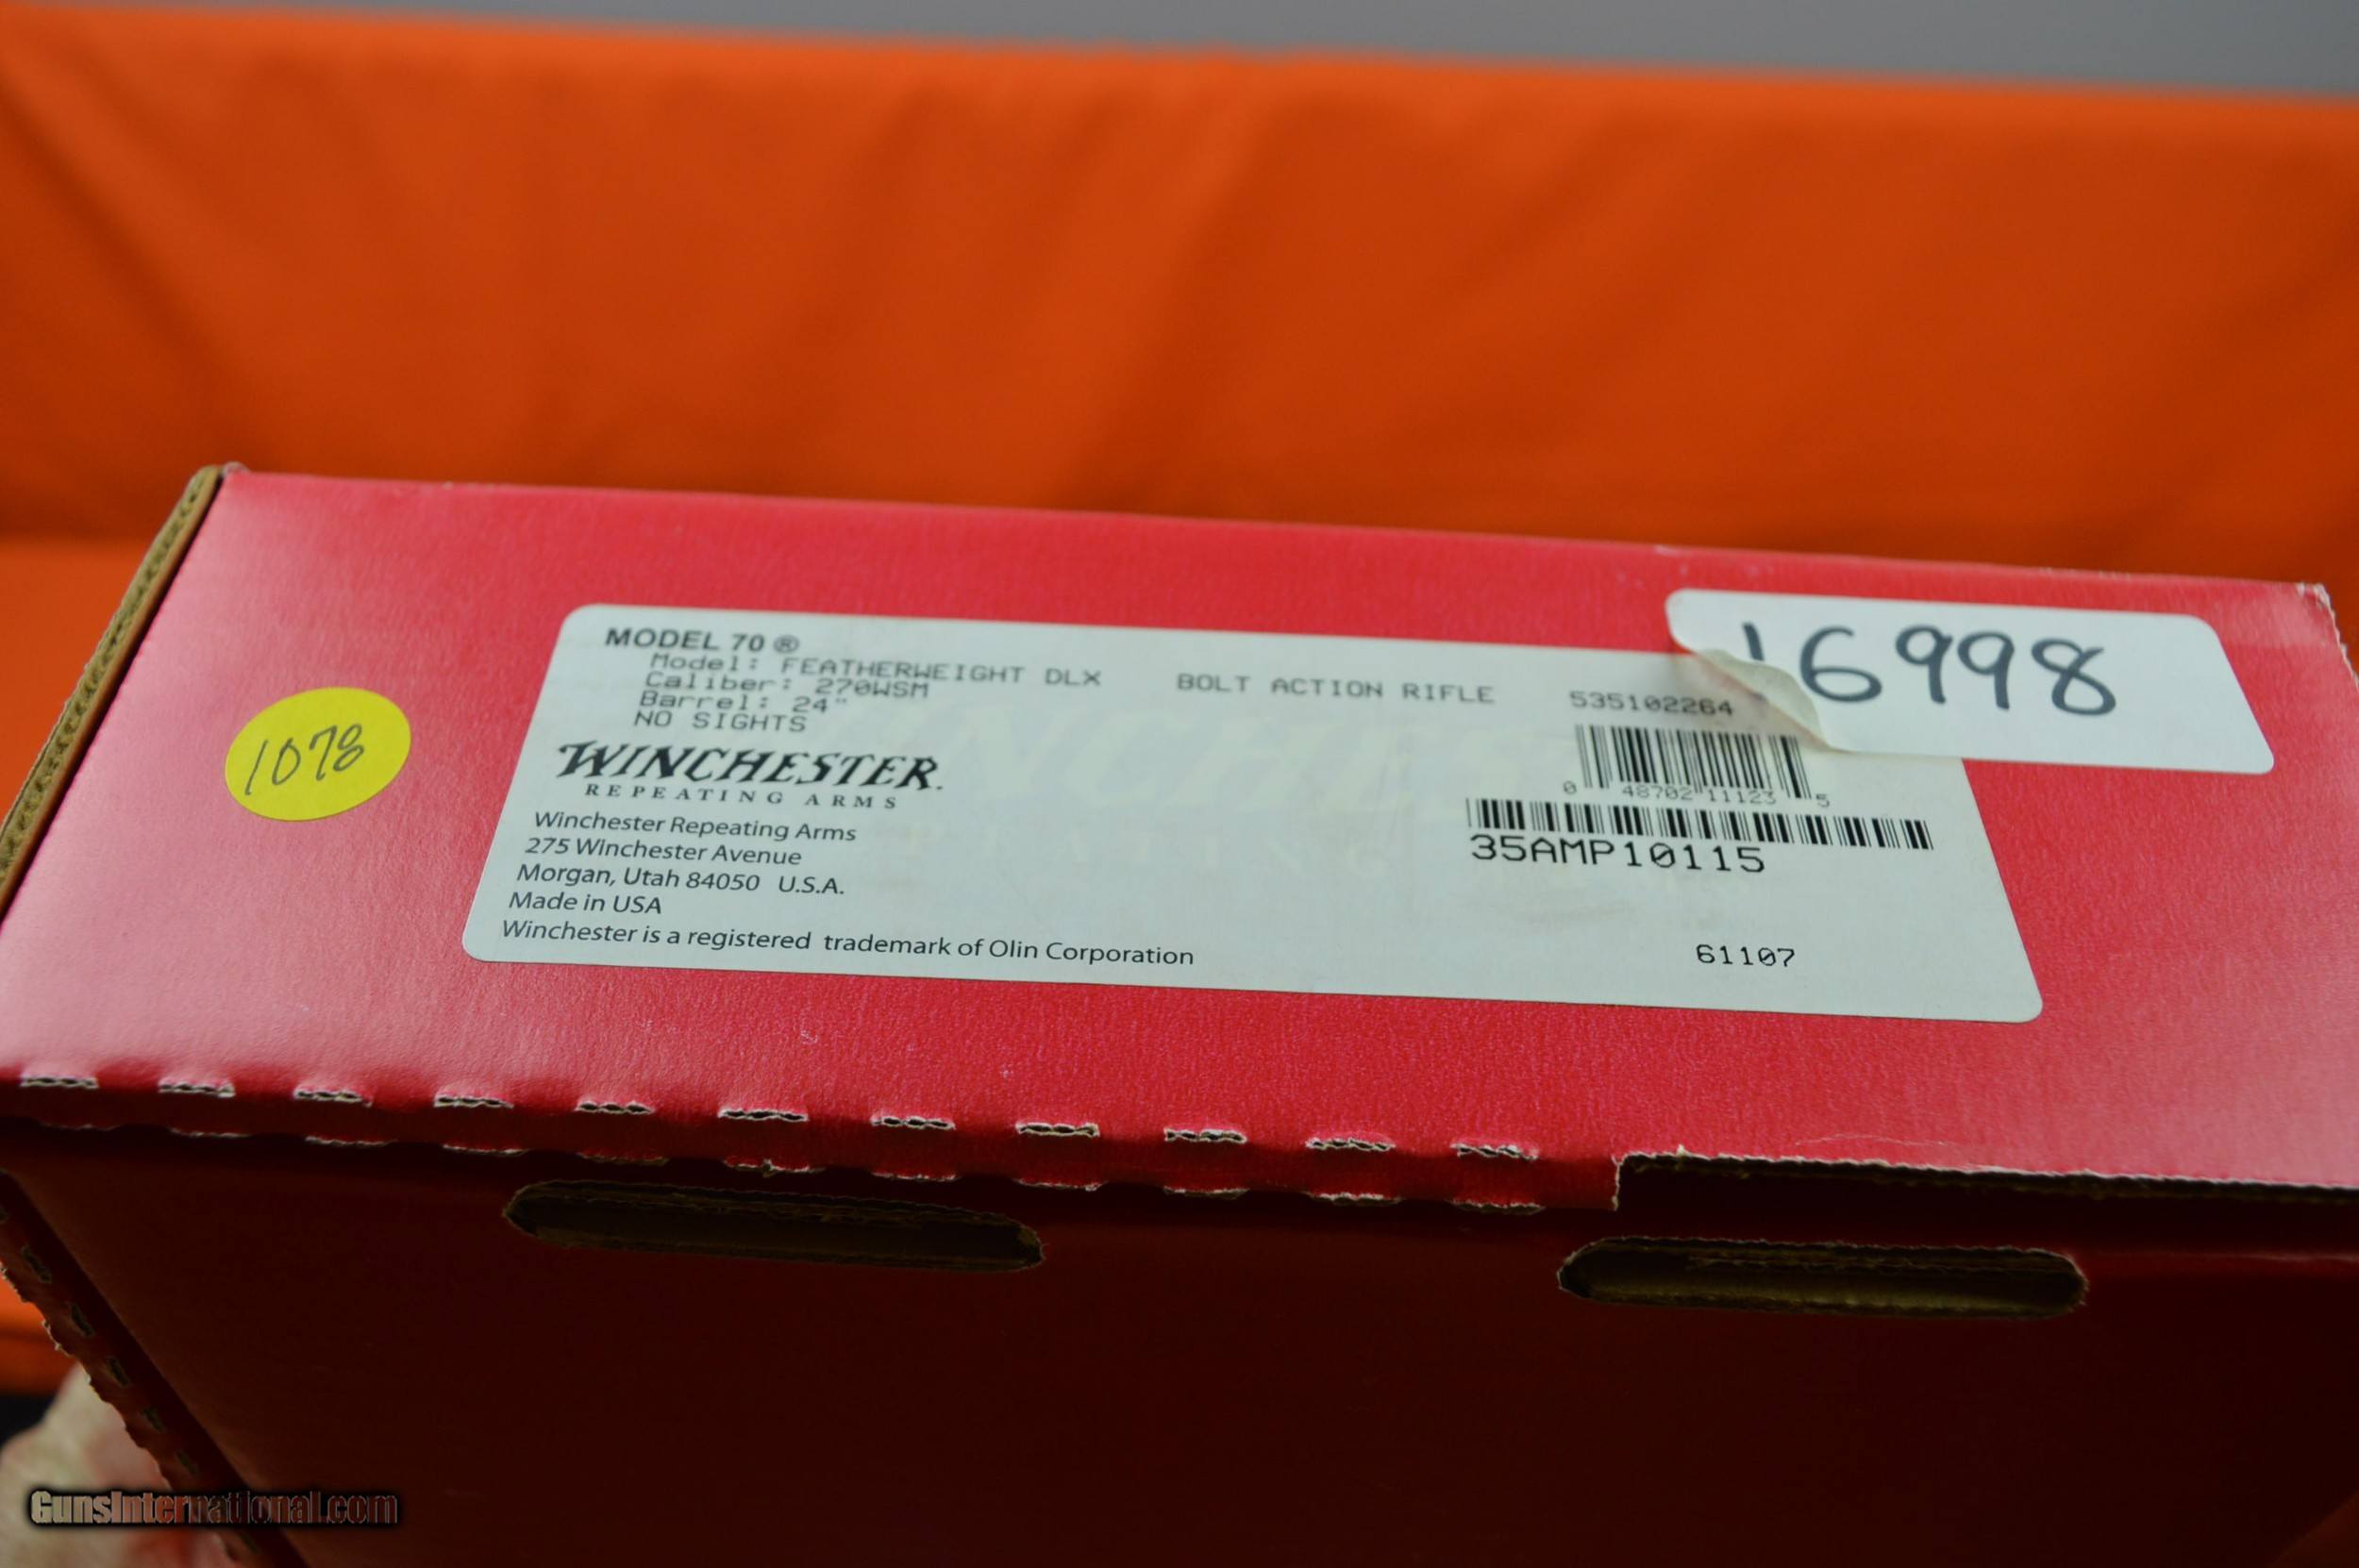 MODEL 70 ®
Model: FEATHERWEIGHT DLX BOLT ACTION RIFLE 535102264
Caliber: 270WSM
Barrel: 24"
NO SIGHTS
16998
1078
WINCHESTER.
REPEATING ARMS
0 48702 11123 5
35AMP10115
Winchester Repeating Arms
275 Winchester Avenue
Morgan, Utah 84050 U.S.A.
Made in USA
Winchester is a registered trademark of Olin Corporation
61107
GunsInternational.com